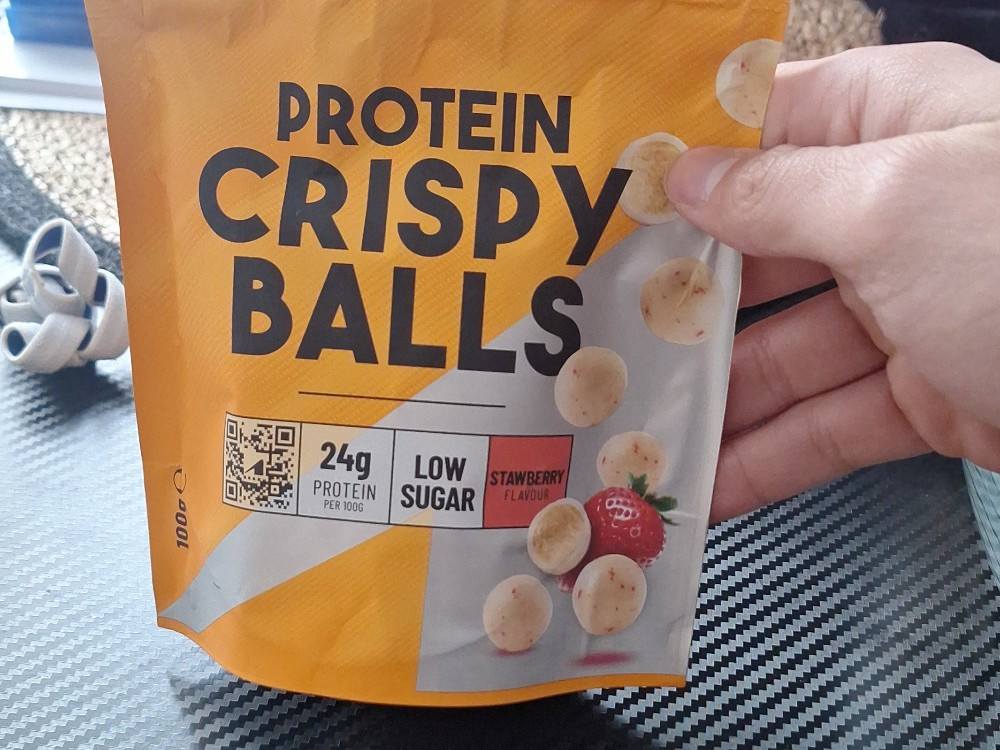 PROTEIN
CRISPY
BALLS
24g
PROTEIN
PER 100G
LOW
SUGAR
STAWBERRY
FLAVOUR
100g ℮